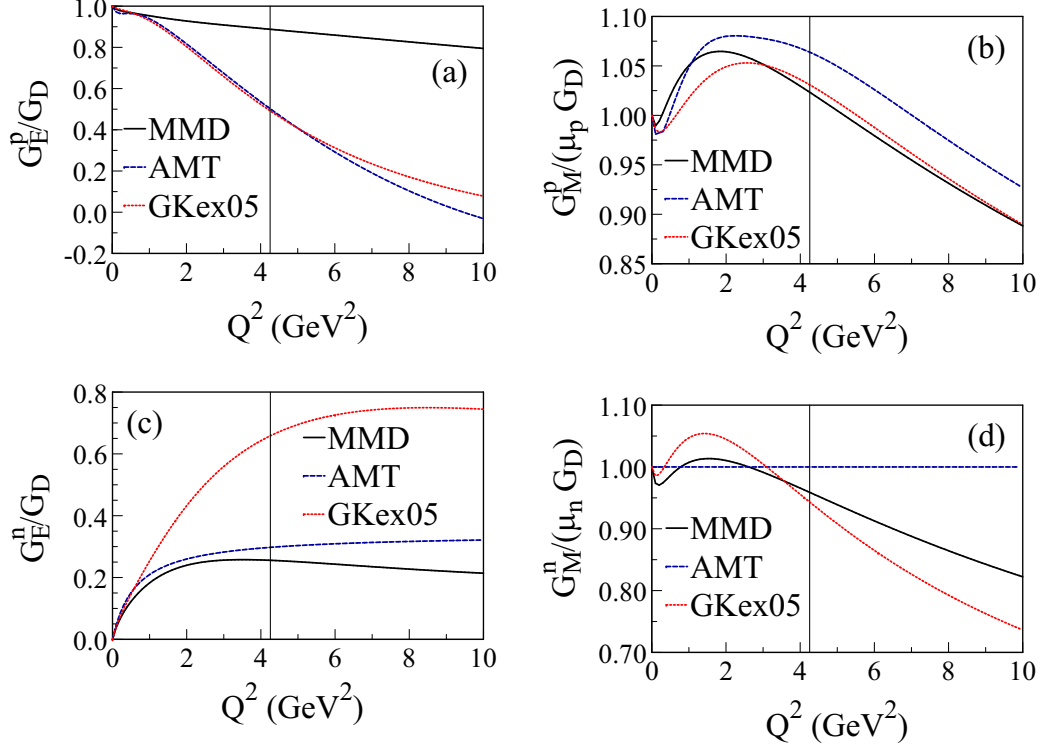 1.0
0.8
0.6
0.4
0.2
0.0
-0.2
G_E^p/G_D
(a)
MMD
AMT
GKex05
0 2 4 6 8 10
Q^2 (GeV^2)
1.10
1.05
1.00
0.95
0.90
0.85
G_M^p/(μ_p G_D)
(b)
MMD
AMT
GKex05
0 2 4 6 8 10
Q^2 (GeV^2)
0.8
0.6
0.4
0.2
0.0
G_E^n/G_D
(c)
MMD
AMT
GKex05
0 2 4 6 8 10
Q^2 (GeV^2)
1.10
1.00
0.90
0.80
0.70
G_M^n/(μ_n G_D)
(d)
MMD
AMT
GKex05
0 2 4 6 8 10
Q^2 (GeV^2)